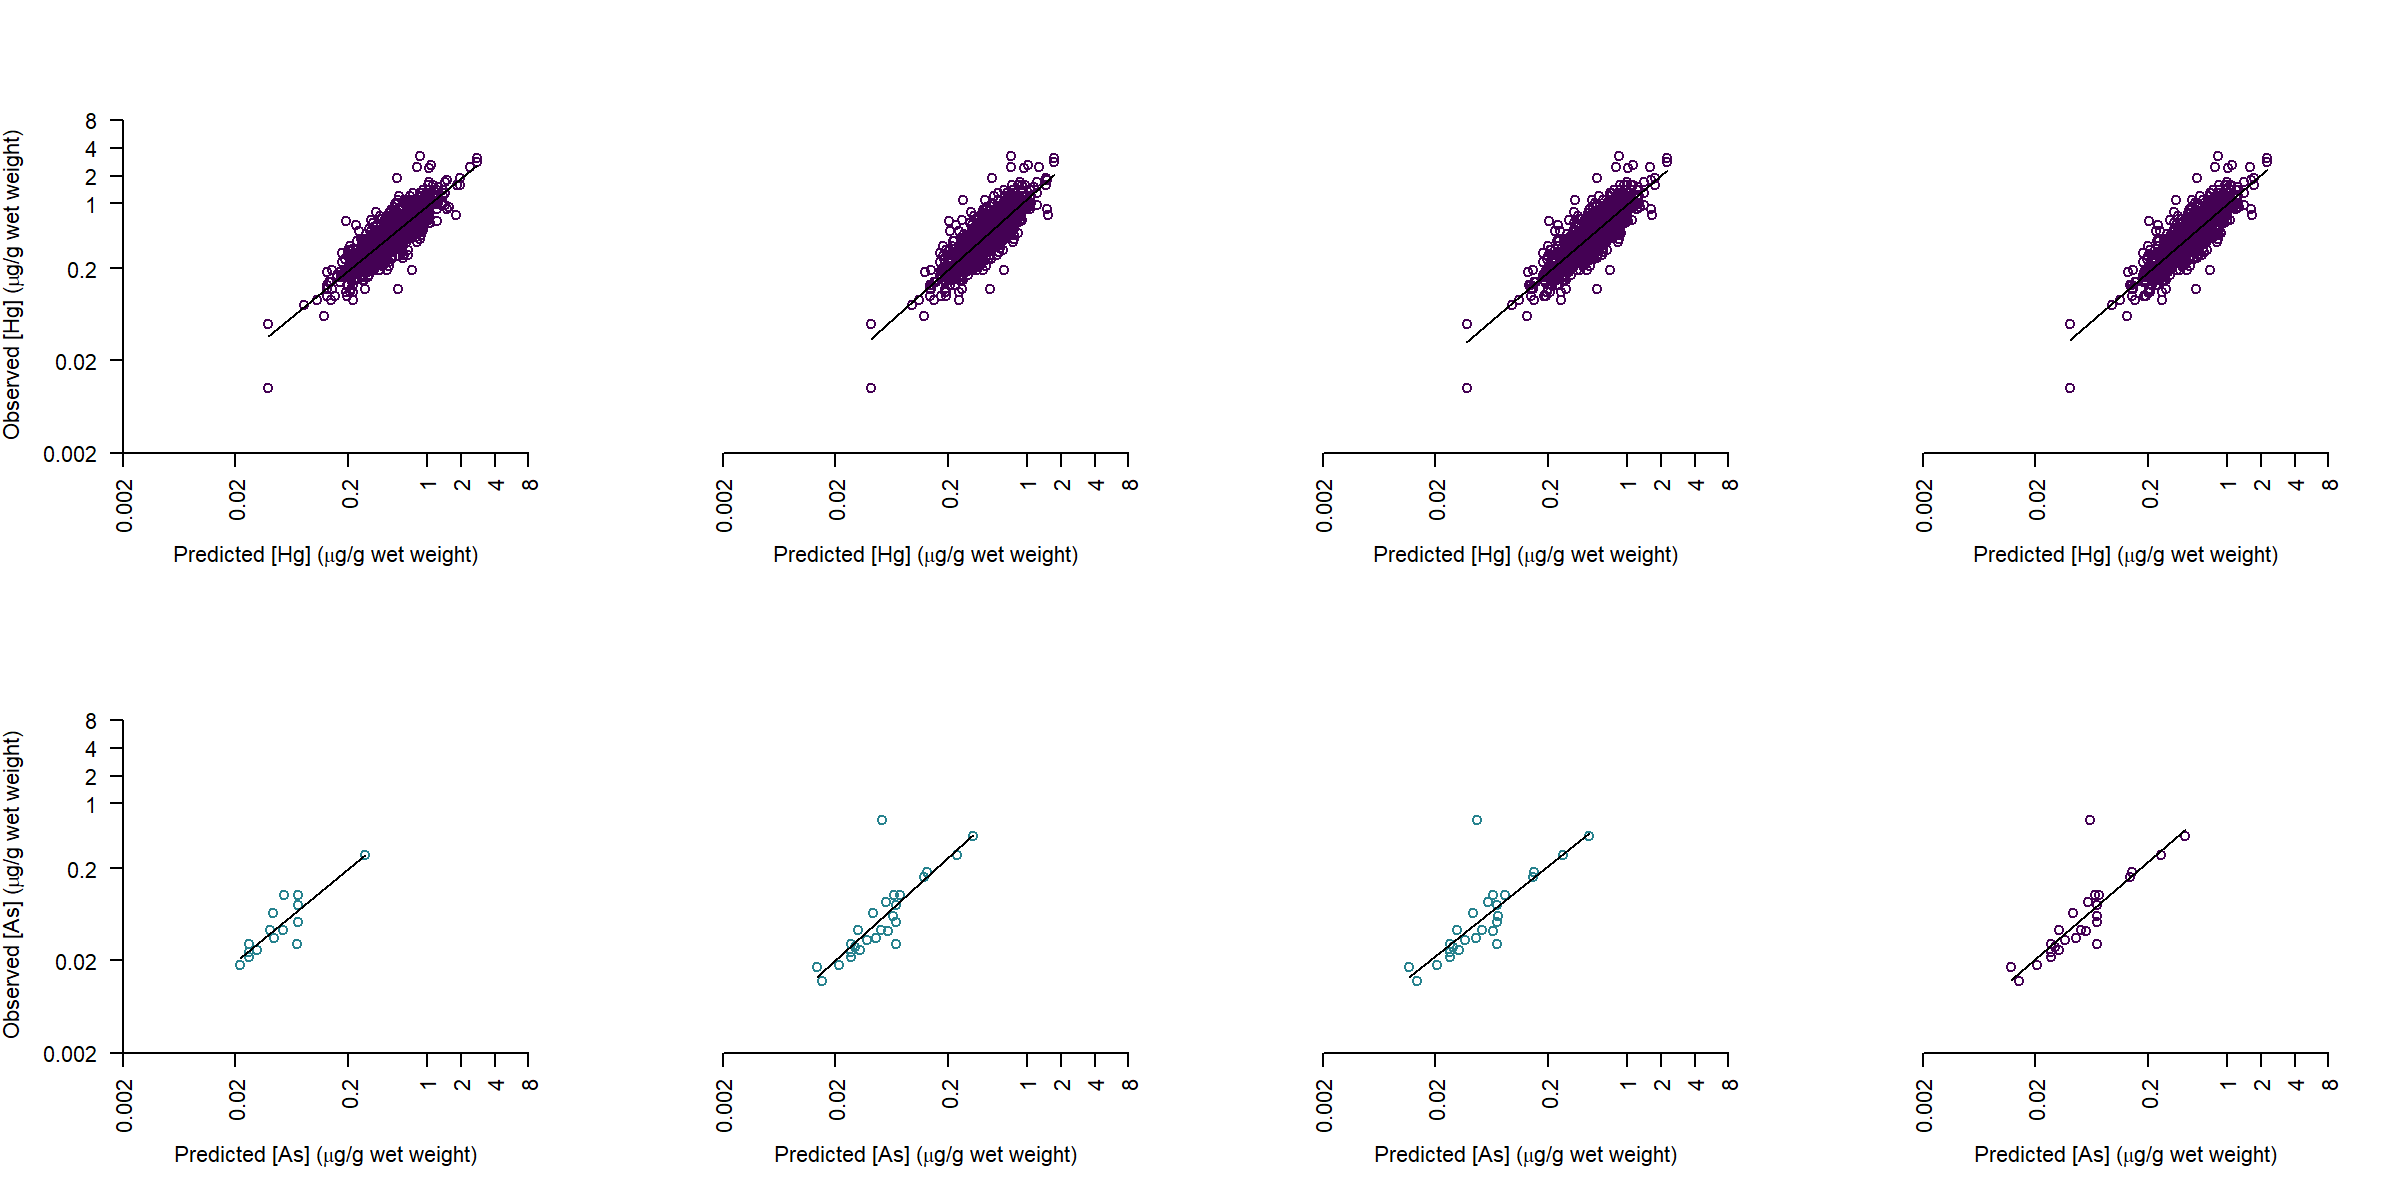 Observed [Hg] (μg/g wet weight)
8
4
2
1
0.2
0.02
0.002
0.002 0.02 0.2 1 2 4 8
Predicted [Hg] (μg/g wet weight)
0.002 0.02 0.2 1 2 4 8
Predicted [Hg] (μg/g wet weight)
0.002 0.02 0.2 1 2 4 8
Predicted [Hg] (μg/g wet weight)
0.002 0.02 0.2 1 2 4 8
Predicted [Hg] (μg/g wet weight)
Observed [As] (μg/g wet weight)
8
4
2
1
0.2
0.02
0.002
0.002 0.02 0.2 1 2 4 8
Predicted [As] (μg/g wet weight)
0.002 0.02 0.2 1 2 4 8
Predicted [As] (μg/g wet weight)
0.002 0.02 0.2 1 2 4 8
Predicted [As] (μg/g wet weight)
0.002 0.02 0.2 1 2 4 8
Predicted [As] (μg/g wet weight)